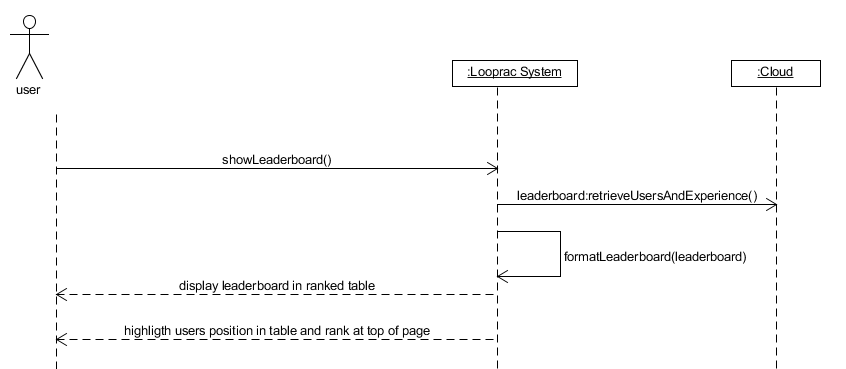 user
:Looprac System
:Cloud
showLeaderboard()
leaderboard:retrieveUsersAndExperience()
formatLeaderboard(leaderboard)
display leaderboard in ranked table
highligth users position in table and rank at top of page